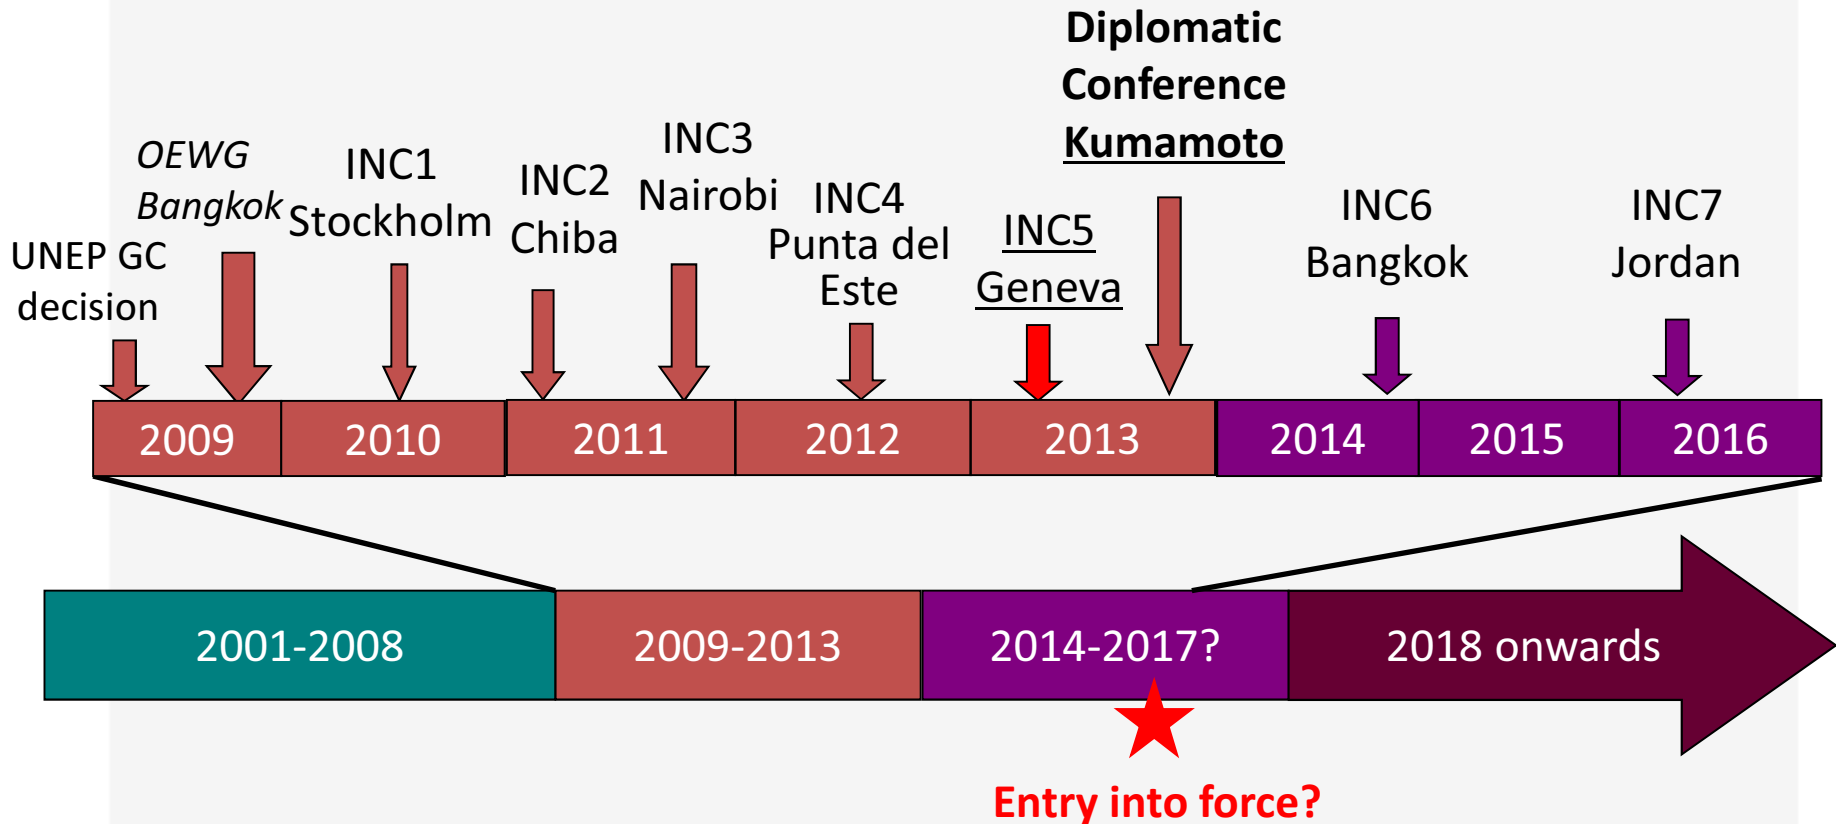 Diplomatic
Conference
Kumamoto
OEWG
Bangkok
INC1
Stockholm
INC2
Chiba
INC3
Nairobi
INC4
Punta del
Este
INC5
Geneva
INC6
Bangkok
INC7
Jordan
UNEP GC
decision
2009
2010
2011
2012
2013
2014
2015
2016
2001-2008
2009-2013
2014-2017?
2018 onwards
Entry into force?